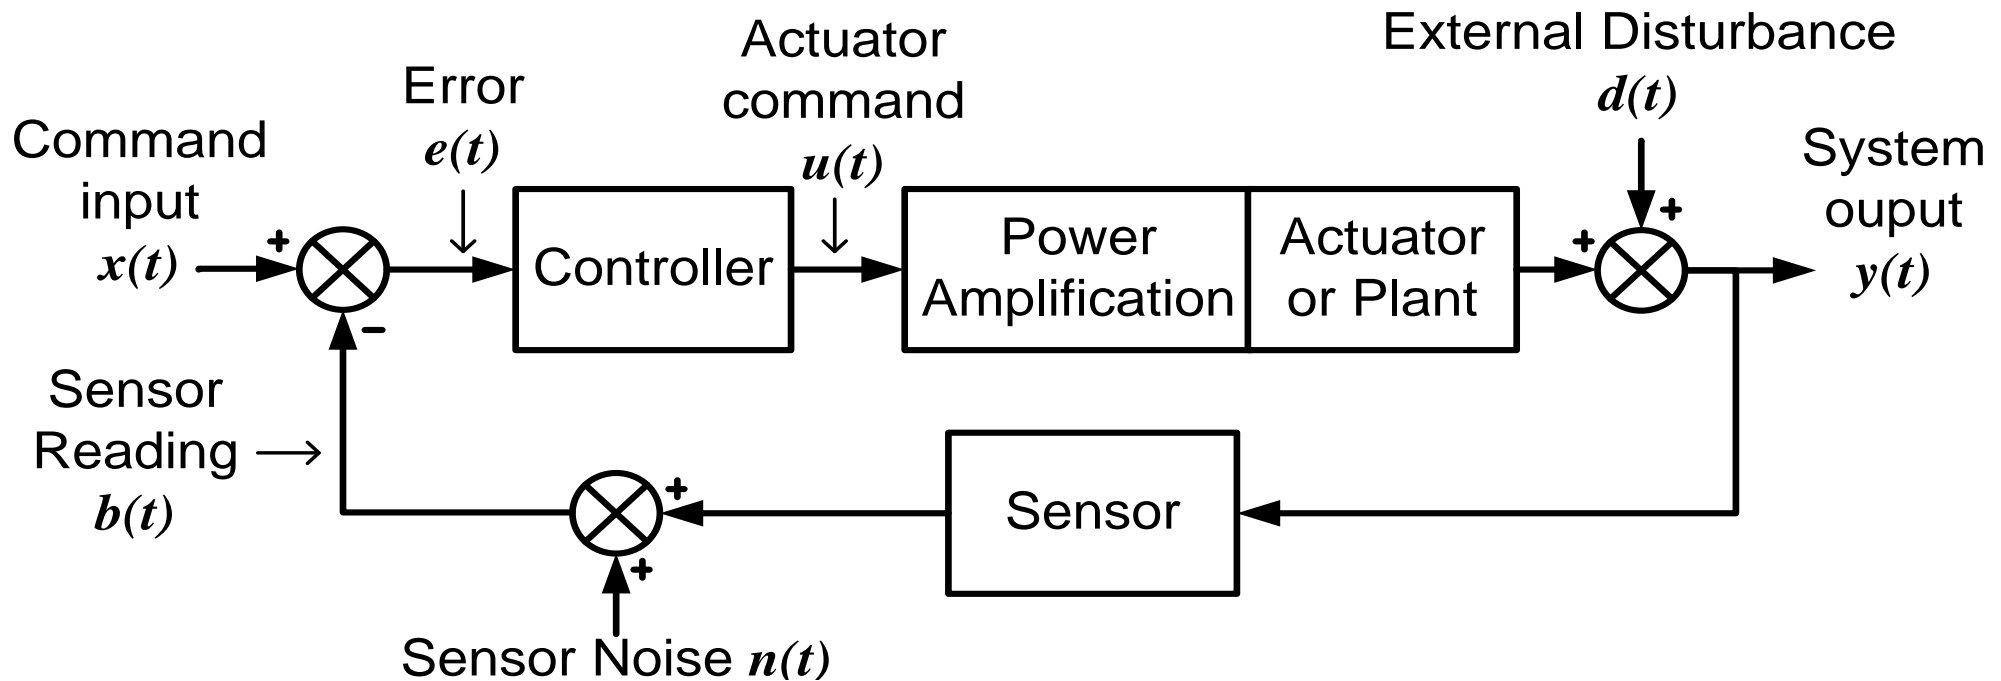 Command
input
x(t)
+
−
Error
e(t)
Controller
Actuator
command
u(t)
Power
Amplification
Actuator
or Plant
External Disturbance
d(t)
+
+
System
ouput
y(t)
Sensor
Reading
b(t)
+
+
Sensor
Sensor Noise n(t)